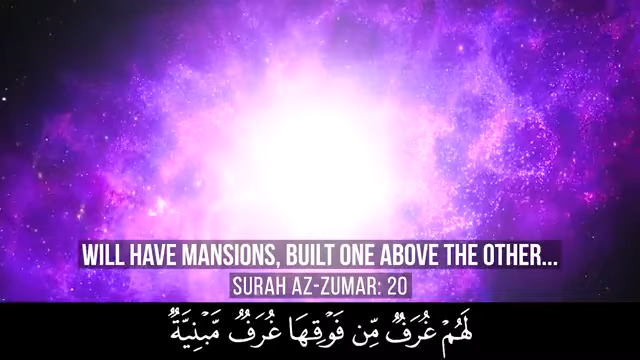 WILL HAVE MANSIONS, BUILT ONE ABOVE THE OTHER...
SURAH AZ-ZUMAR: 20
لَهُمْ غُرَفٌ مِّن فَوْقِهَا غُرَفٌ مَّبْنِيَّةٌ